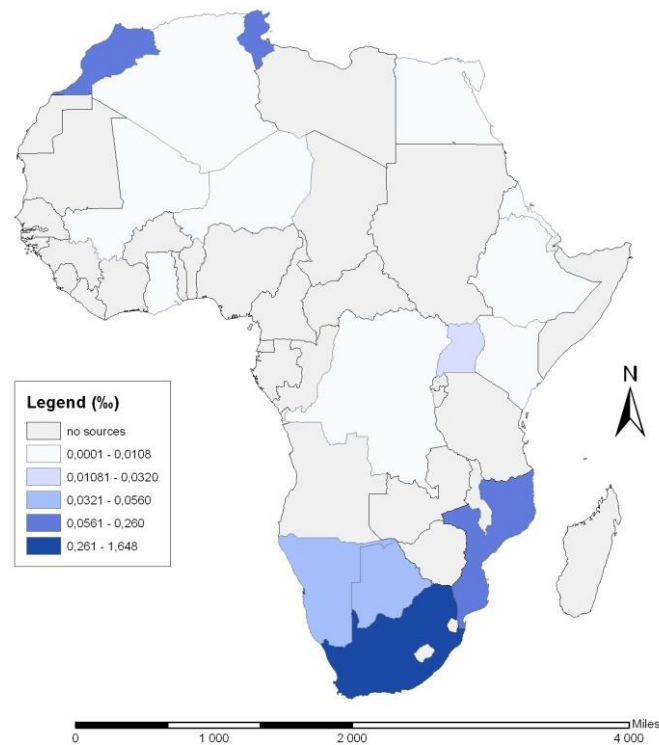 N
Legend (‰)
no sources
0,0001 - 0,0108
0,01081 - 0,0320
0,0321 - 0,0560
0,0561 - 0,260
0,261 - 1,648
Miles
0 1 000 2 000 4 000